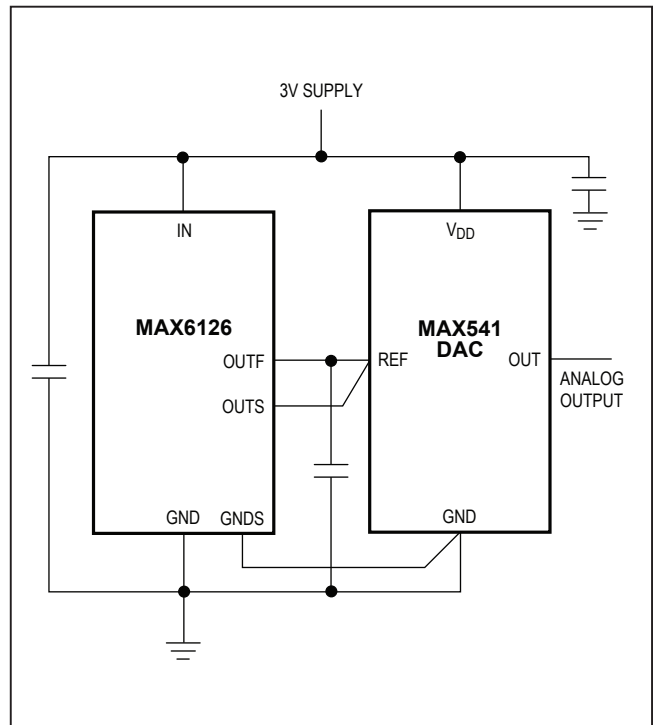 3V SUPPLY
IN
VDD
MAX6126
MAX541
DAC
OUTF
REF
OUT
OUTS
ANALOG
OUTPUT
GND
GNDS
GND